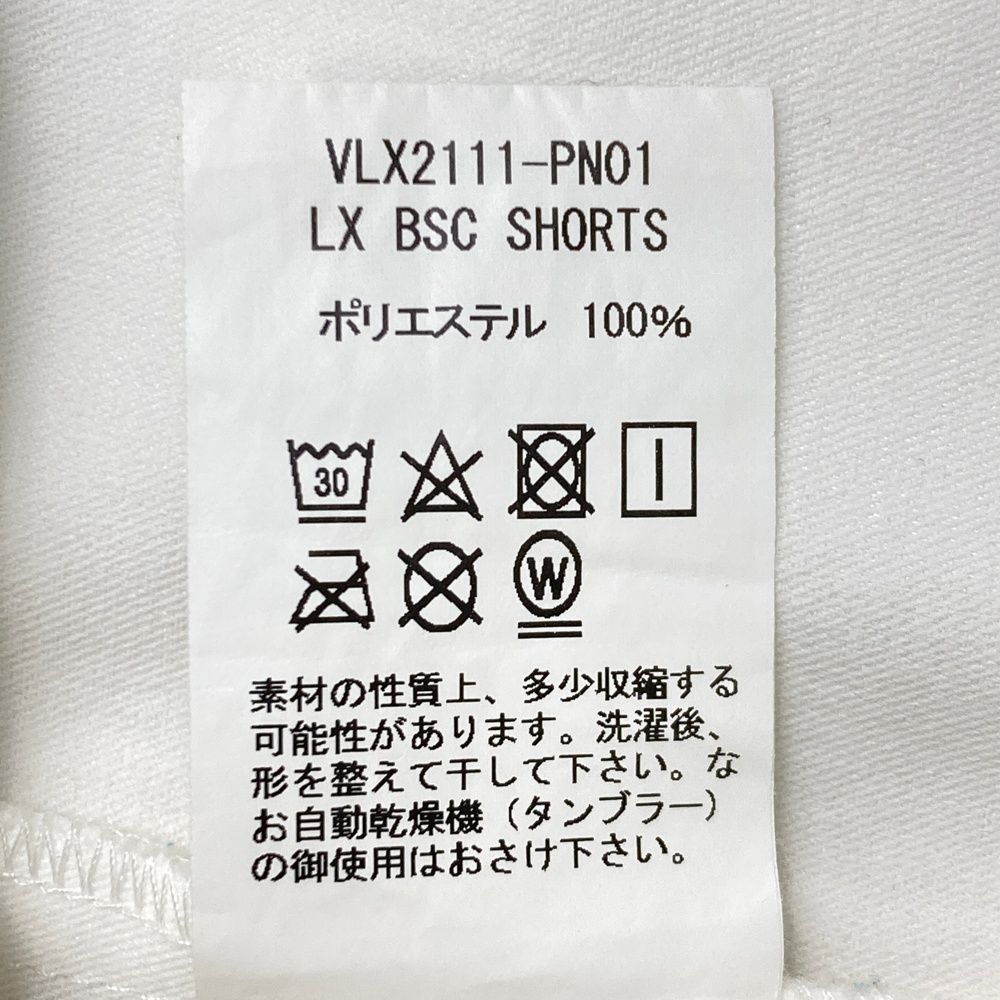 VLX2111-PN01
LX BSC SHORTS
ポリエステル 100%
30
W
素材の性質上、多少収縮する
可能性があります。洗濯後、
形を整えて干して下さい。な
お自動乾燥機（タンブラー）
の御使用はおさけ下さい。